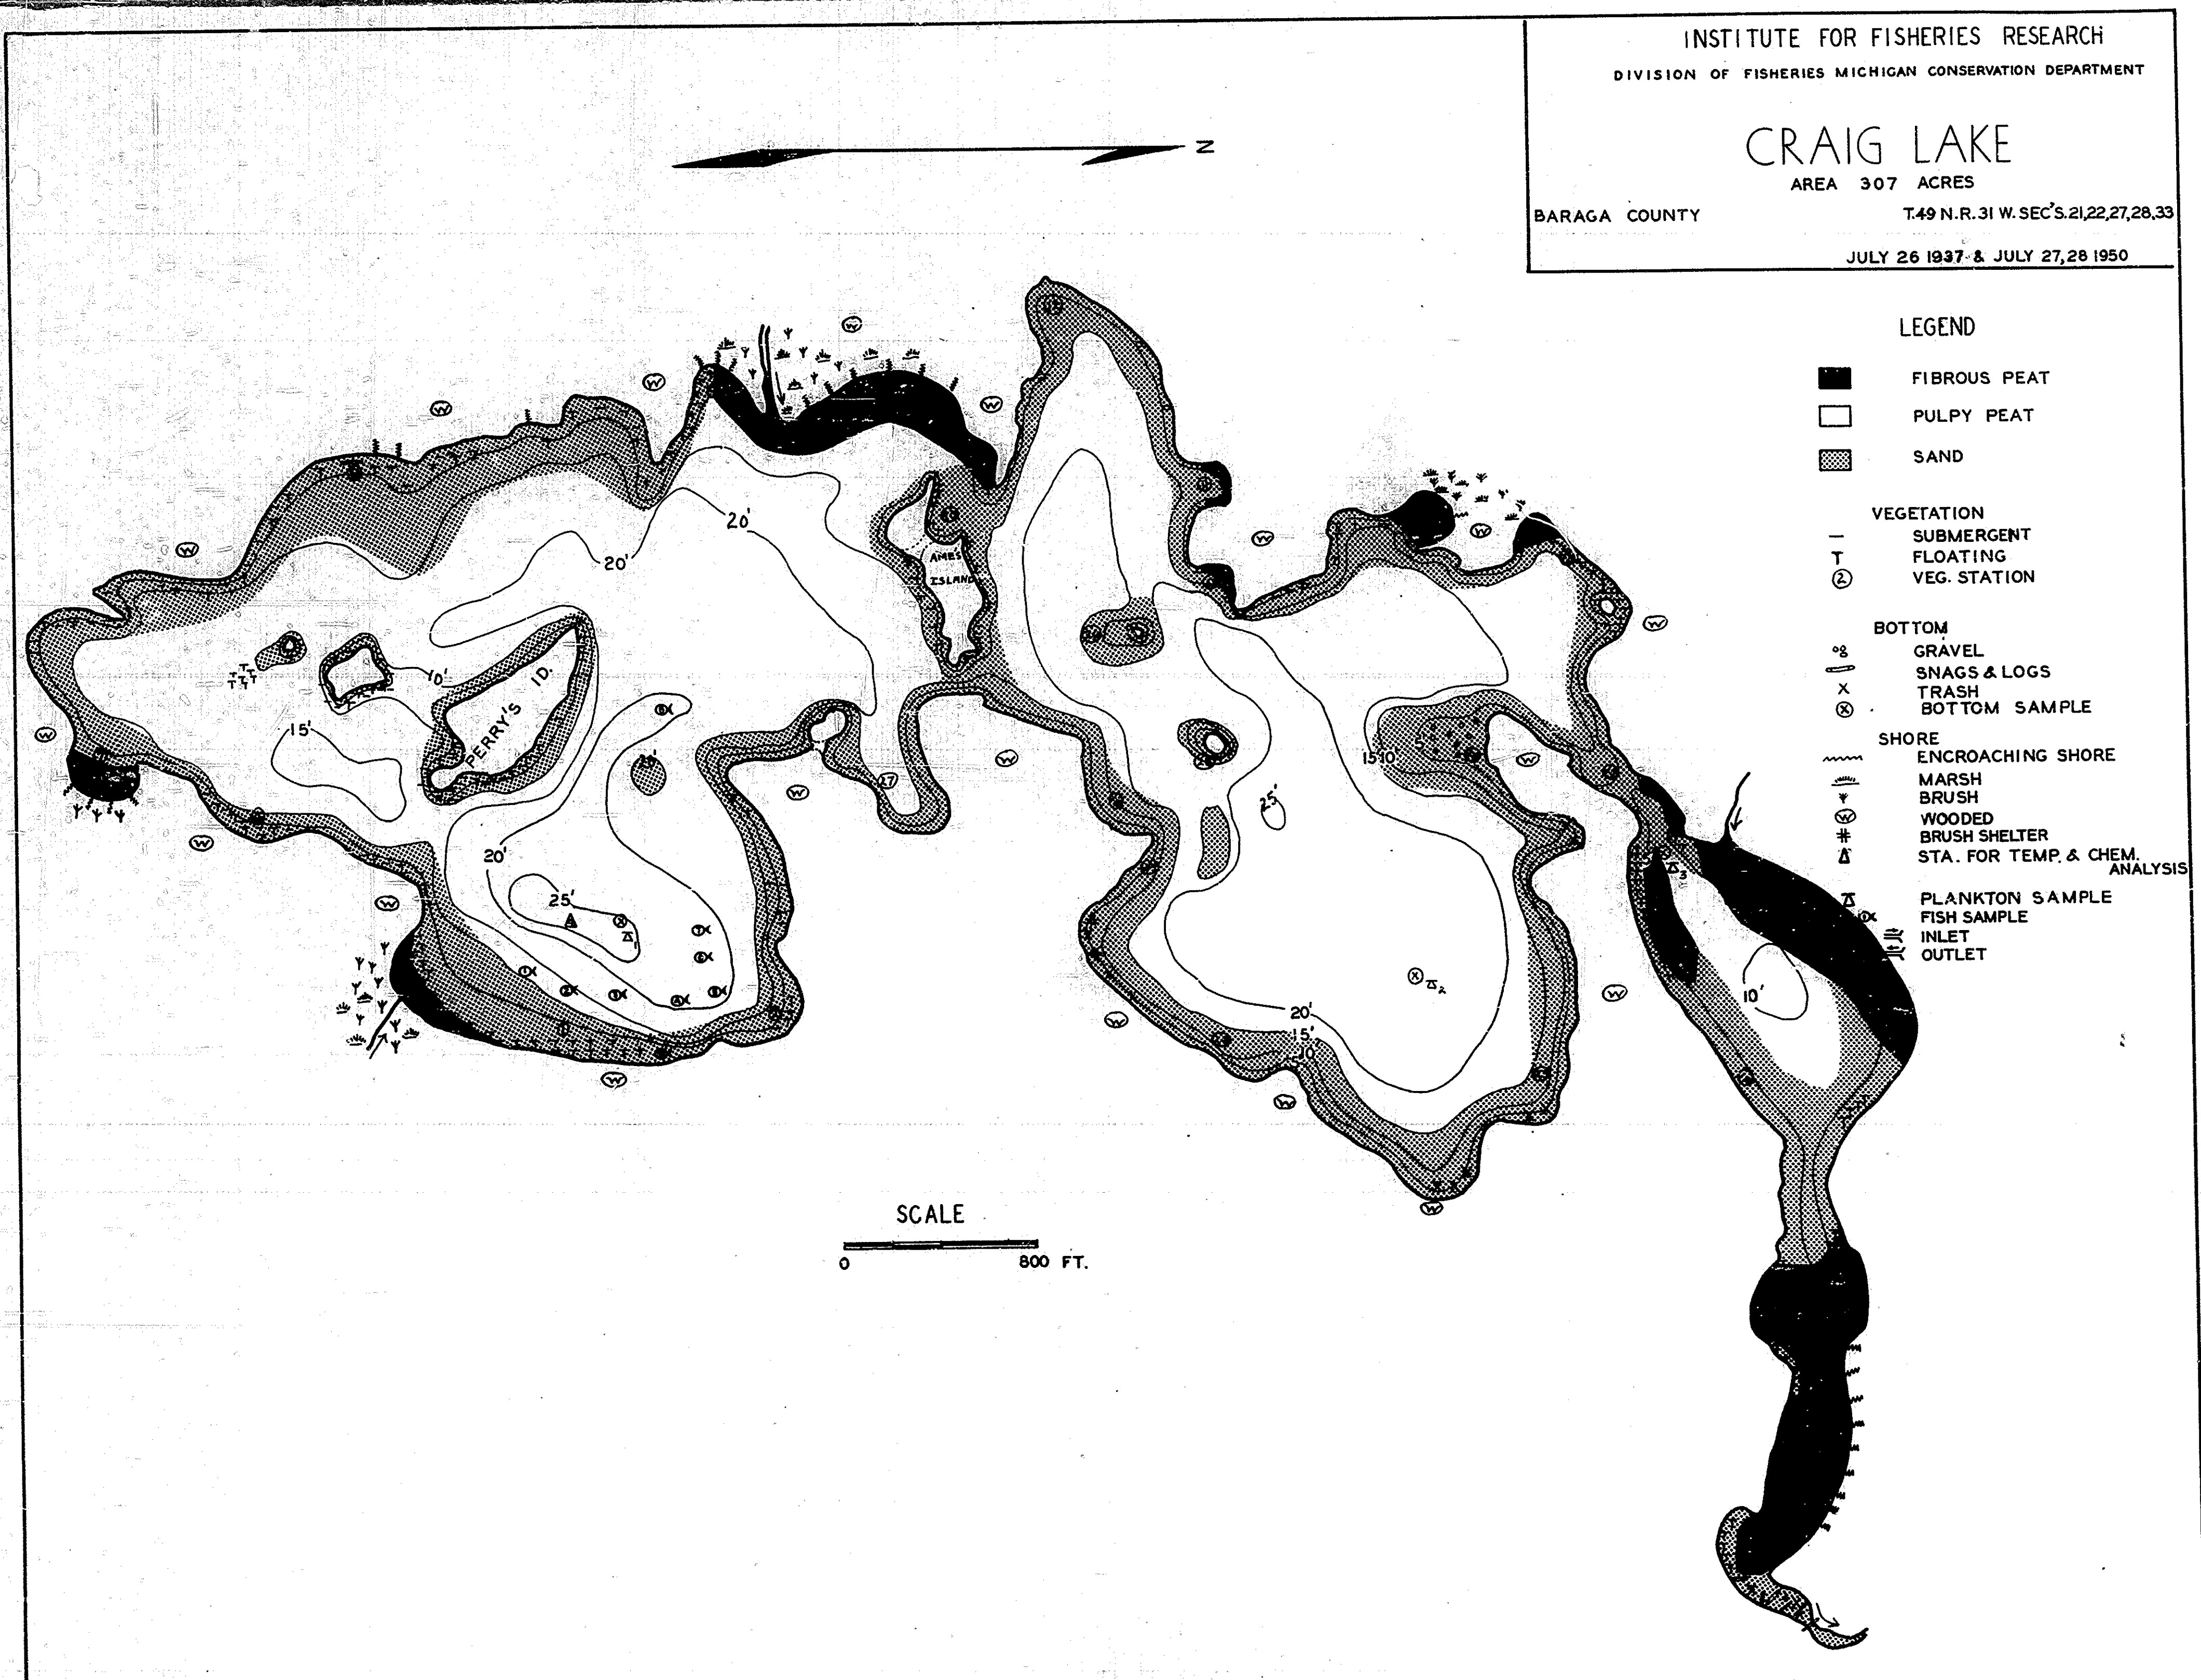 INSTITUTE FOR FISHERIES RESEARCH
DIVISION OF FISHERIES MICHIGAN CONSERVATION DEPARTMENT
CRAIG LAKE
AREA 307 ACRES
BARAGA COUNTY
T.49 N.R.31 W. SEC'S.21,22,27,28,33
JULY 26 1937 & JULY 27,28 1950
N
LEGEND
FIBROUS PEAT
PULPY PEAT
SAND
VEGETATION
— SUBMERGENT
T FLOATING
② VEG. STATION
BOTTOM
GRAVEL
SNAGS & LOGS
X TRASH
ⓧ BOTTOM SAMPLE
SHORE
ENCROACHING SHORE
MARSH
BRUSH
W WOODED
# BRUSH SHELTER
STA. FOR TEMP. & CHEM.
ANALYSIS
PLANKTON SAMPLE
FISH SAMPLE
INLET
OUTLET
20'
20'
AMES
ISLAND
10'
PERRY'S ID.
15'
20'
25'
17
25'
15'
10'
20'
15'
10'
10'
SCALE
0 800 FT.